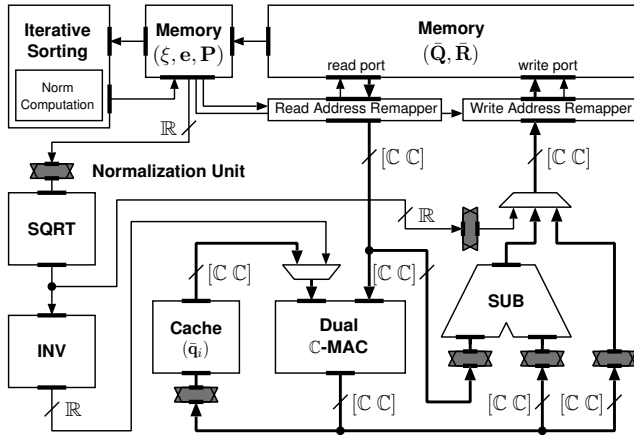 Iterative
Sorting
Norm
Computation
Memory
(ξ, e, P)
Memory
(Q̄, R̄)
read port
write port
Read Address Remapper
Write Address Remapper
ℝ
[ℂ ℂ]
[ℂ ℂ]
Normalization Unit
SQRT
ℝ
[ℂ ℂ]
[ℂ ℂ]
SUB
INV
Cache
(q̄ᵢ)
Dual
ℂ-MAC
ℝ
[ℂ ℂ]
[ℂ ℂ]
[ℂ ℂ]